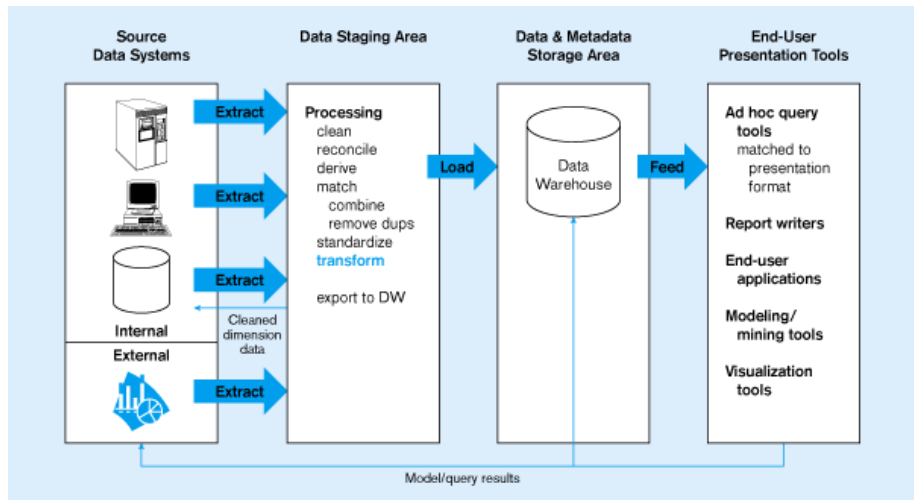 Source
Data Systems
Data Staging Area
Data & Metadata
Storage Area
End-User
Presentation Tools
Extract
Extract
Extract
Internal
Cleaned
dimension
data
External
Extract
Processing
clean
reconcile
derive
match
combine
remove dups
standardize
transform
export to DW
Load
Data
Warehouse
Feed
Ad hoc query
tools
matched to
presentation
format
Report writers
End-user
applications
Modeling/
mining tools
Visualization
tools
Model/query results